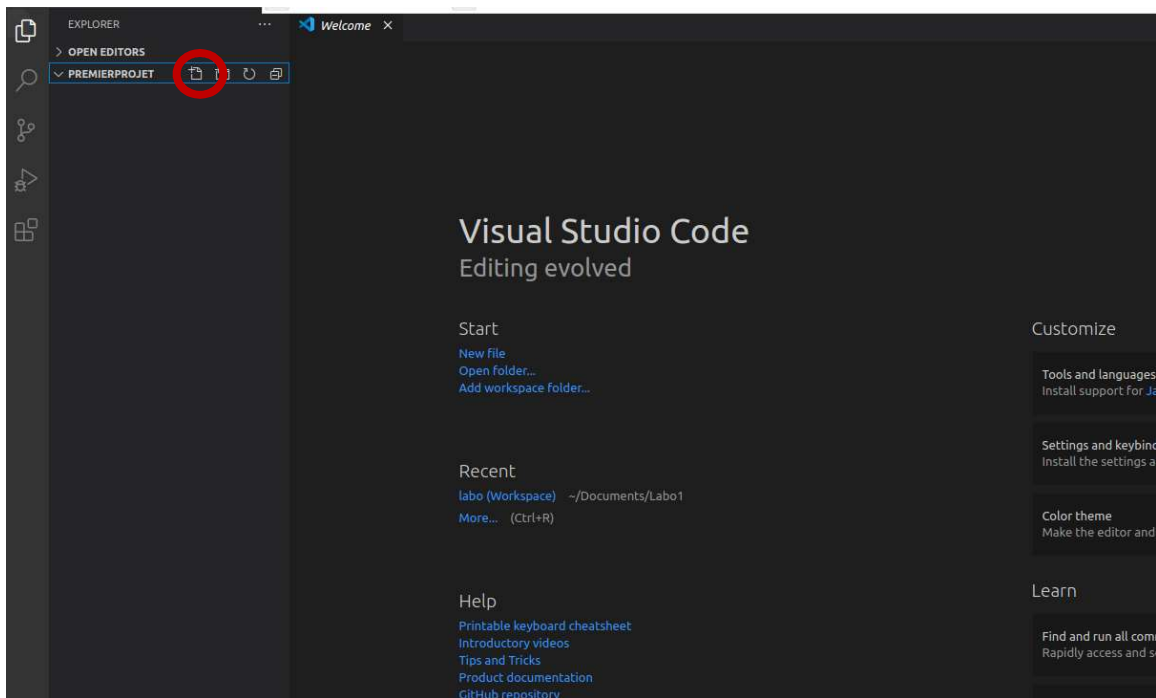 EXPLORER
Welcome
OPEN EDITORS
PREMIERPROJET
Visual Studio Code
Editing evolved
Start
New file
Open folder...
Add workspace folder...
Recent
labo (Workspace) ~/Documents/Labo1
More... (Ctrl+R)
Help
Printable keyboard cheatsheet
Introductory videos
Tips and Tricks
Product documentation
GitHub repository
Customize
Tools and languages
Install support for
Settings and
Install the settings
Color theme
Make the editor and
Learn
Find and run all
Rapidly access and